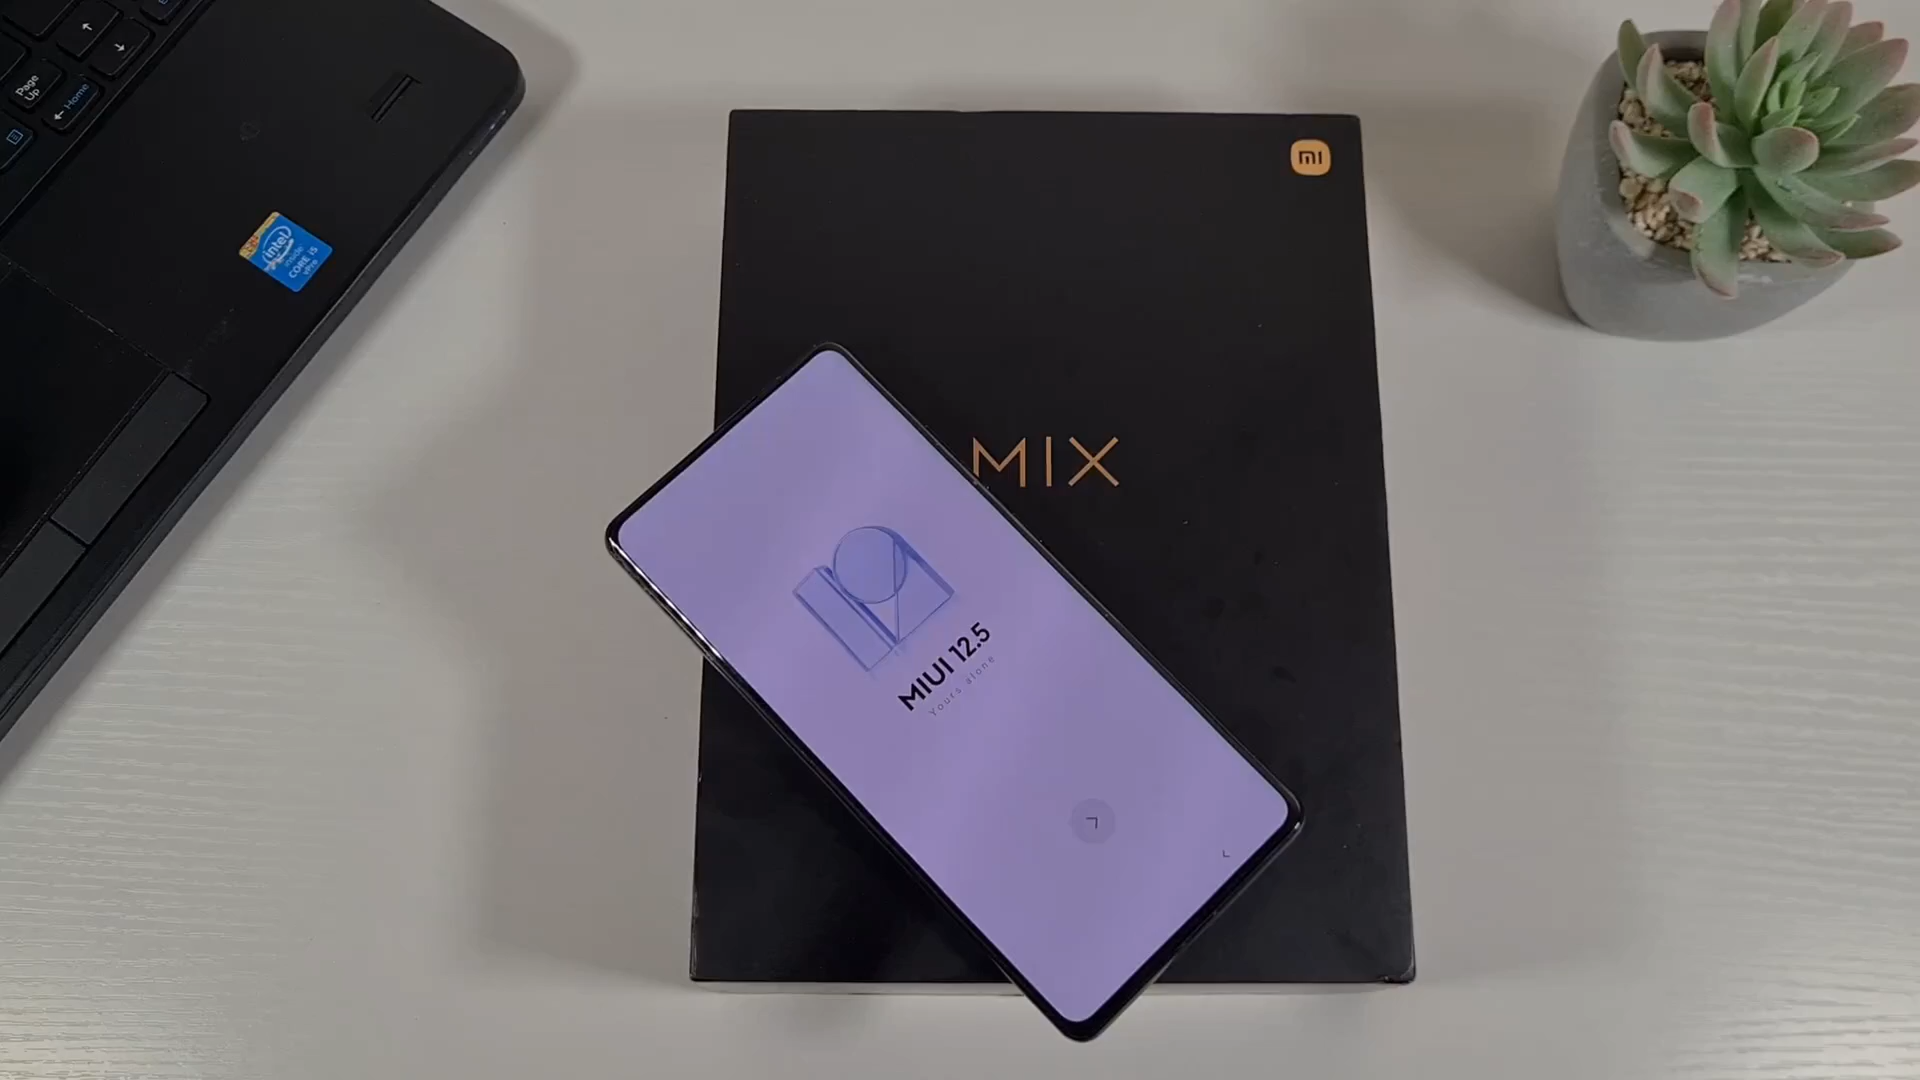 Page
Up
Home
intel
inside
CORE i5
vPro
mi
MIX
MIUI 12.5
Yours alone